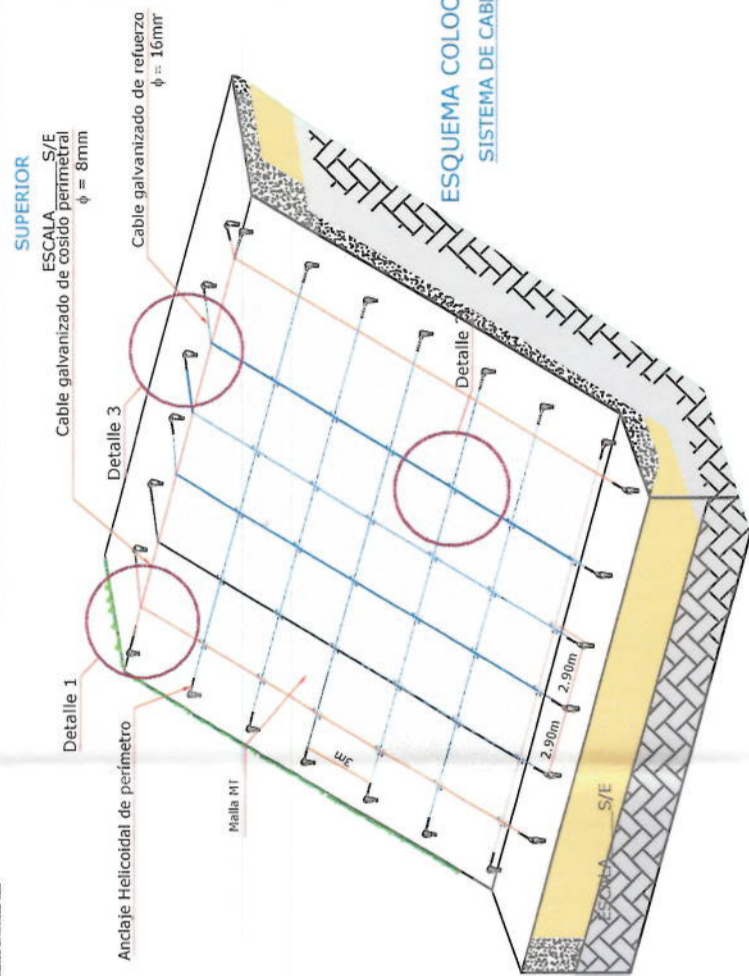 SUPERIOR
ESCALA S/E
Cable galvanizado de cosido perimetral
ϕ = 8mm
Cable galvanizado de refuerzo
ϕ = 16mm
Detalle 3
Detalle 1
Anclaje Helicoidal de perímetro
Malla MT
3m
Detalle
2.90m
2.90m
ESCALA S/E
ESQUEMA COLOC
SISTEMA DE CABL